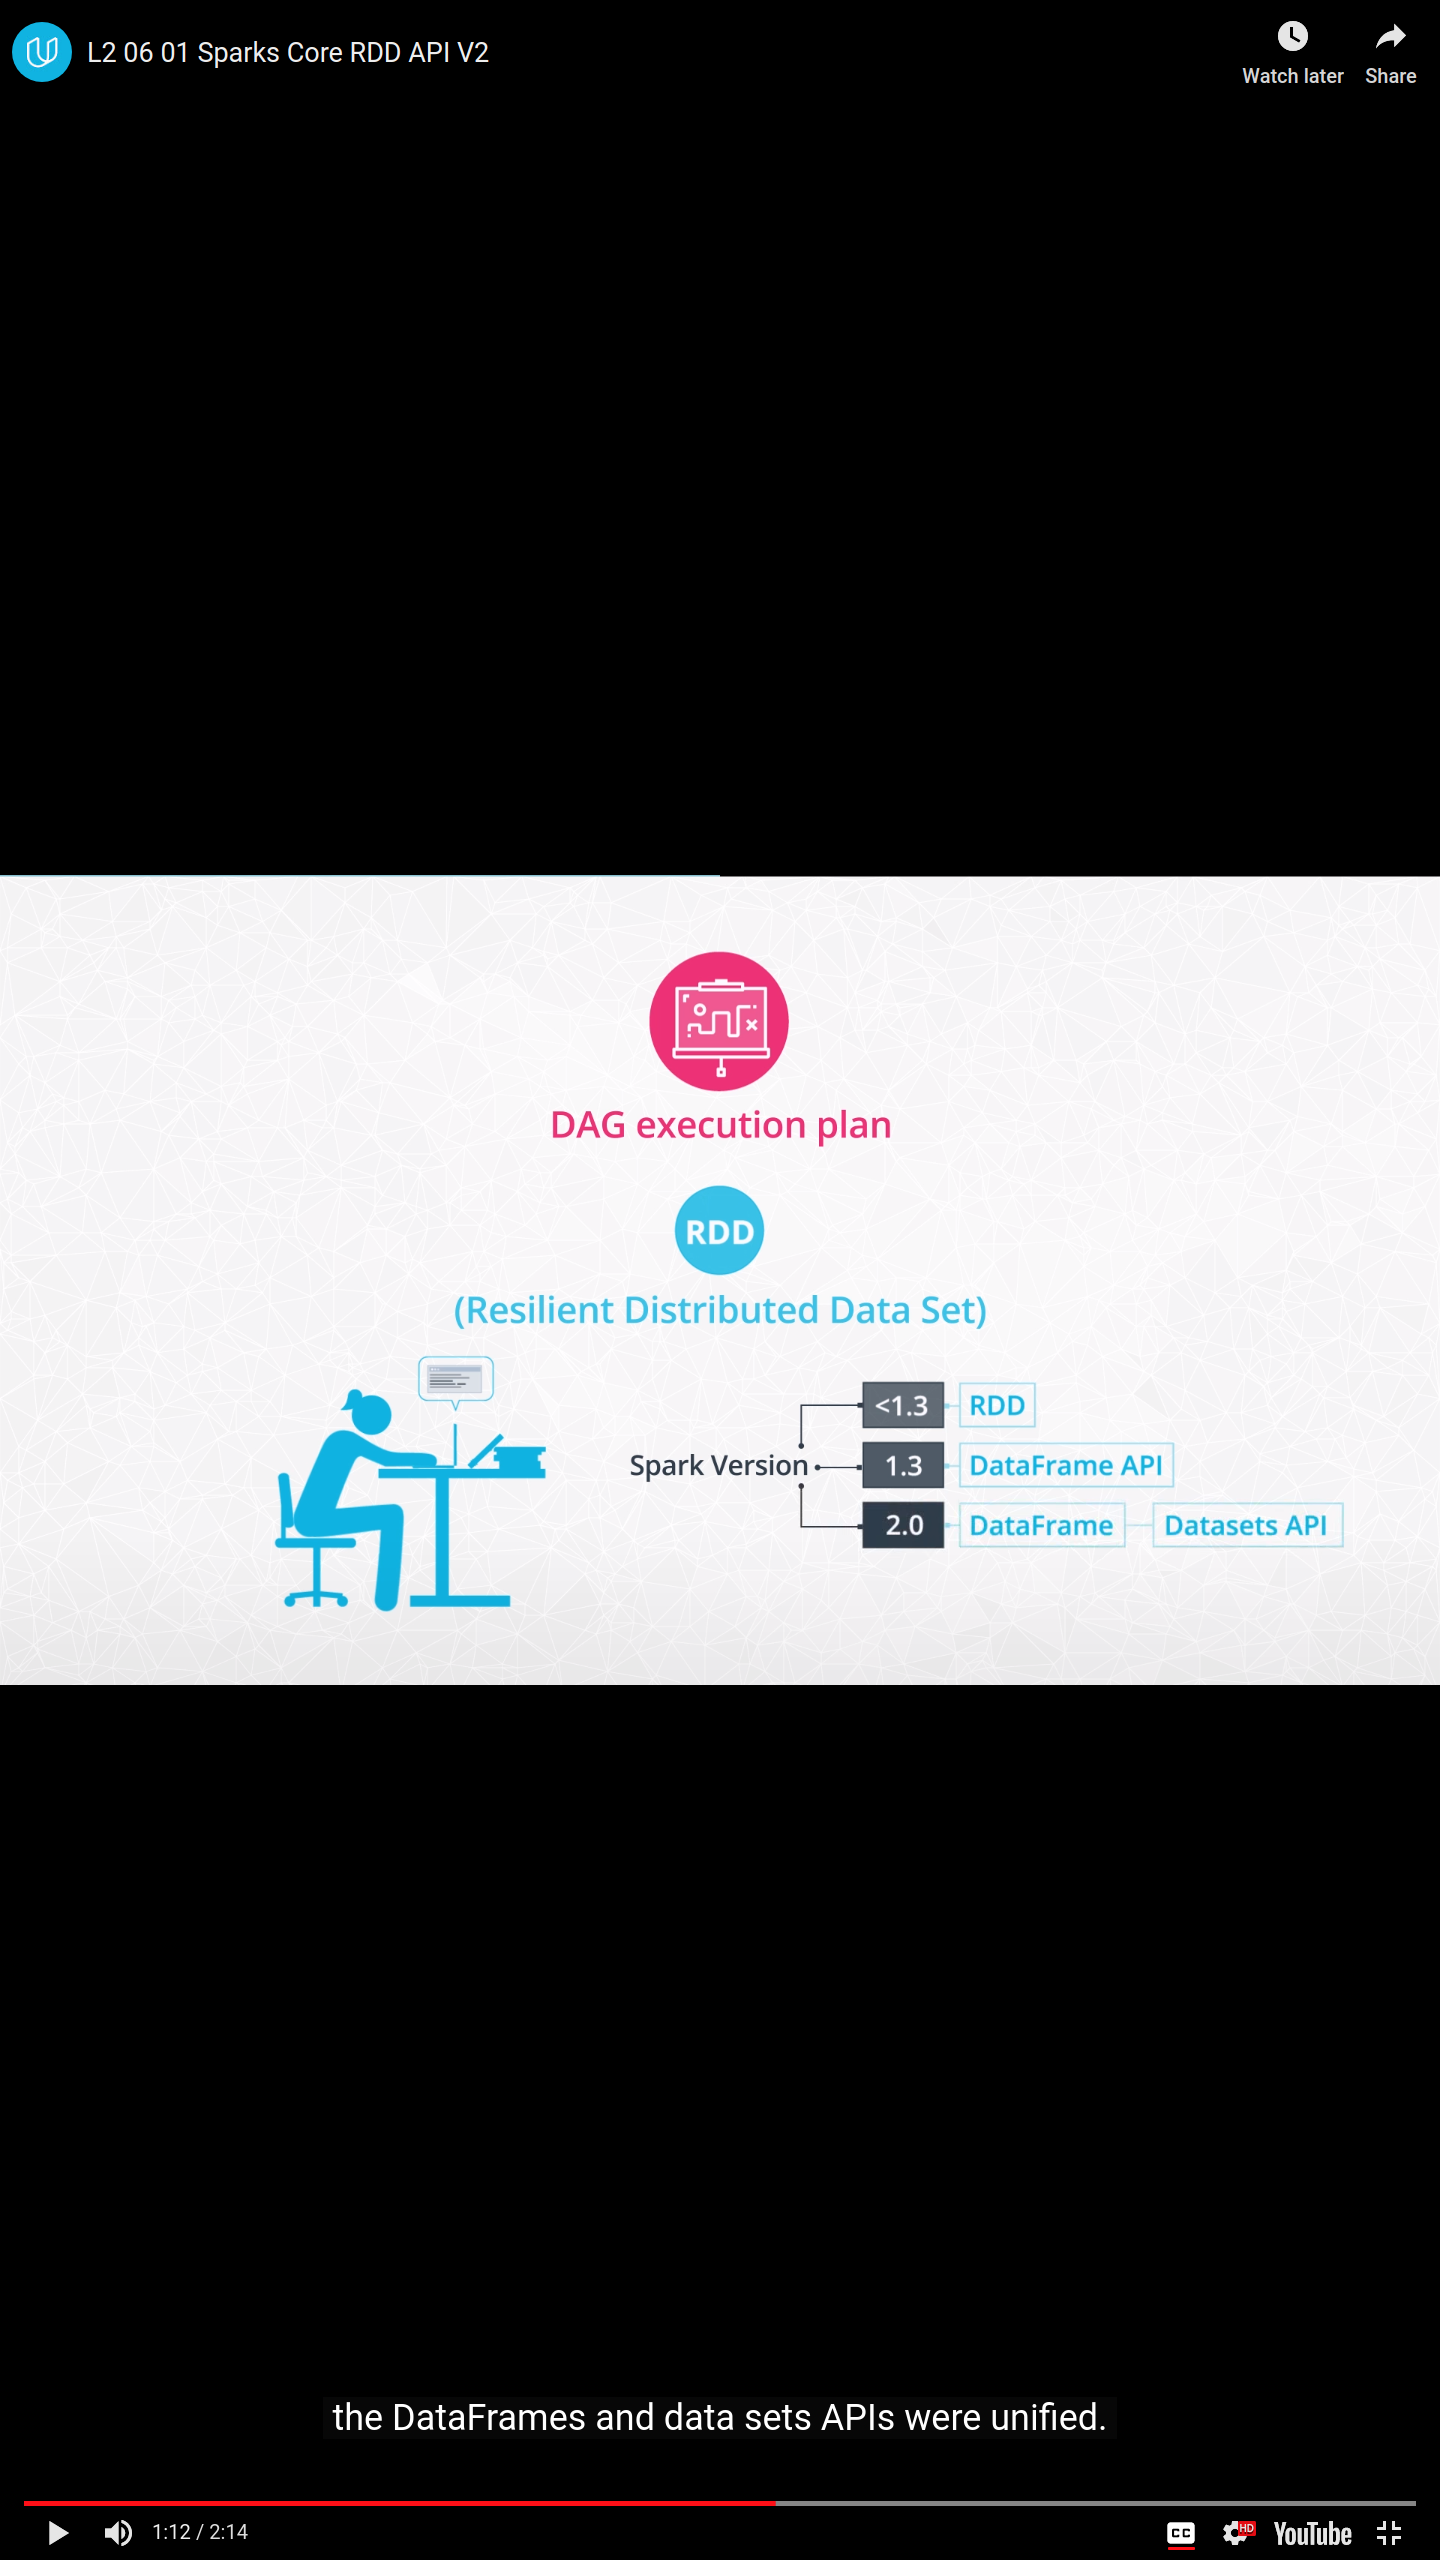 L2 06 01 Sparks Core RDD API V2
Watch later
Share
DAG execution plan
RDD
(Resilient Distributed Data Set)
Spark Version
<1.3
RDD
1.3
DataFrame API
2.0
DataFrame
Datasets API
the DataFrames and data sets APIs were unified.
1:12 / 2:14
CC
HD
YouTube